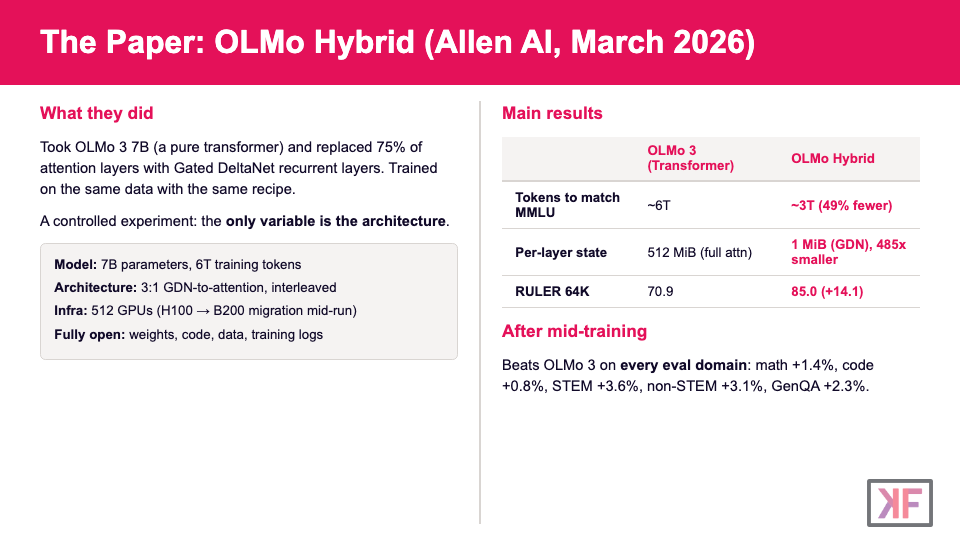 The Paper: OLMo Hybrid (Allen AI, March 2026)
What they did
Took OLMo 3 7B (a pure transformer) and replaced 75% of
attention layers with Gated DeltaNet recurrent layers. Trained
on the same data with the same recipe.
A controlled experiment: the only variable is the architecture.
Model: 7B parameters, 6T training tokens
Architecture: 3:1 GDN-to-attention, interleaved
Infra: 512 GPUs (H100 → B200 migration mid-run)
Fully open: weights, code, data, training logs
Main results
OLMo 3
(Transformer)
OLMo Hybrid
Tokens to match
MMLU
~6T
~3T (49% fewer)
Per-layer state
512 MiB (full attn)
1 MiB (GDN), 485x
smaller
RULER 64K
70.9
85.0 (+14.1)
After mid-training
Beats OLMo 3 on every eval domain: math +1.4%, code
+0.8%, STEM +3.6%, non-STEM +3.1%, GenQA +2.3%.
KF